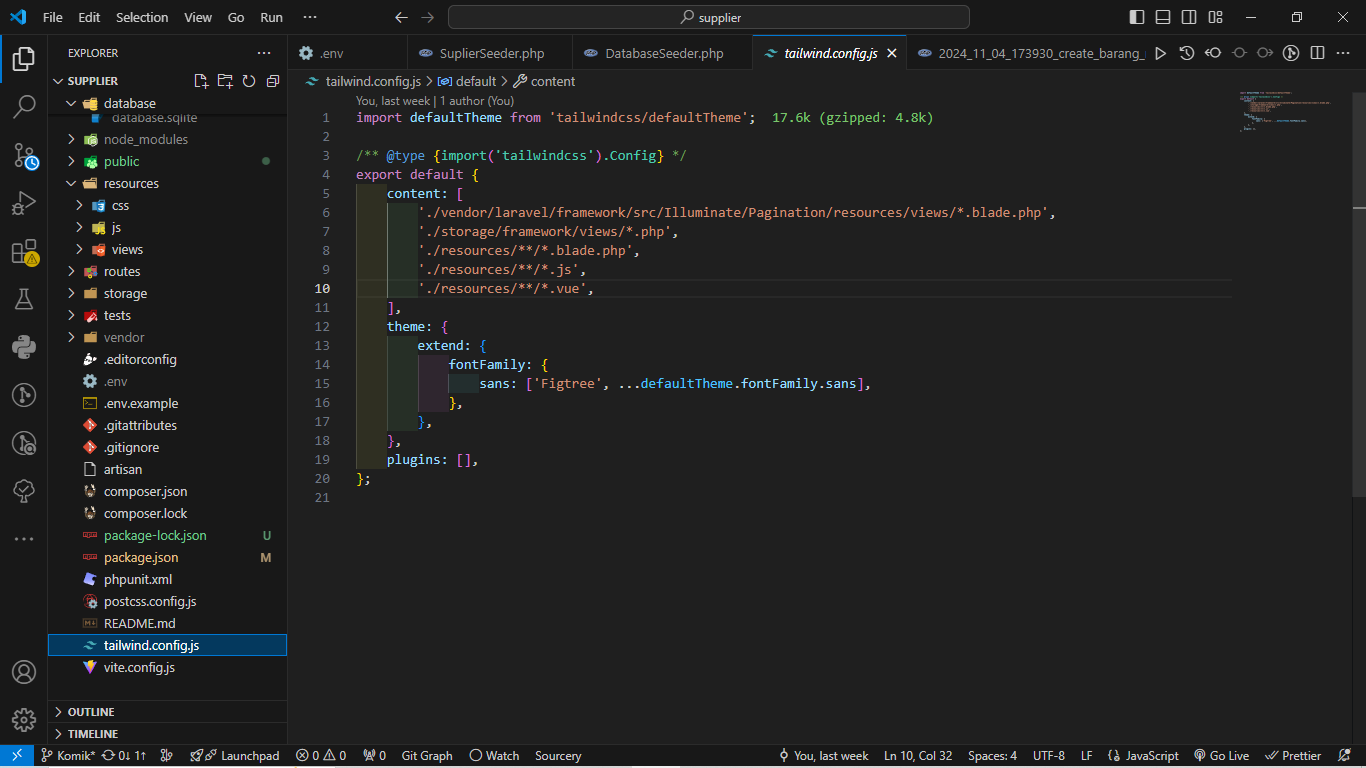 File Edit Selection View Go Run ··· supplier
EXPLORER ···
SUPPLIER
database
database.sqlite
node_modules
public
resources
css
js
views
routes
storage
tests
vendor
.editorconfig
.env
.env.example
.gitattributes
.gitignore
artisan
composer.json
composer.lock
package-lock.json U
package.json M
phpunit.xml
postcss.config.js
README.md
tailwind.config.js
vite.config.js
OUTLINE
TIMELINE
.env SuplierSeeder.php DatabaseSeeder.php tailwind.config.js 2024_11_04_173930_create_barang_
tailwind.config.js > default > content
You, last week | 1 author (You)
1 import defaultTheme from 'tailwindcss/defaultTheme'; 17.6k (gzipped: 4.8k)
2
3 /** @type {import('tailwindcss').Config} */
4 export default {
5 content: [
6 './vendor/laravel/framework/src/Illuminate/Pagination/resources/views/*.blade.php',
7 './storage/framework/views/*.php',
8 './resources/**/*.blade.php',
9 './resources/**/*.js',
10 './resources/**/*.vue',
11 ],
12 theme: {
13 extend: {
14 fontFamily: {
15 sans: ['Figtree', ...defaultTheme.fontFamily.sans],
16 },
17 },
18 },
19 plugins: [],
20 };
21
Komik* 0↓ 1↑ Launchpad 0 0 0 Git Graph Watch Sourcery You, last week Ln 10, Col 32 Spaces: 4 UTF-8 LF JavaScript Go Live Prettier